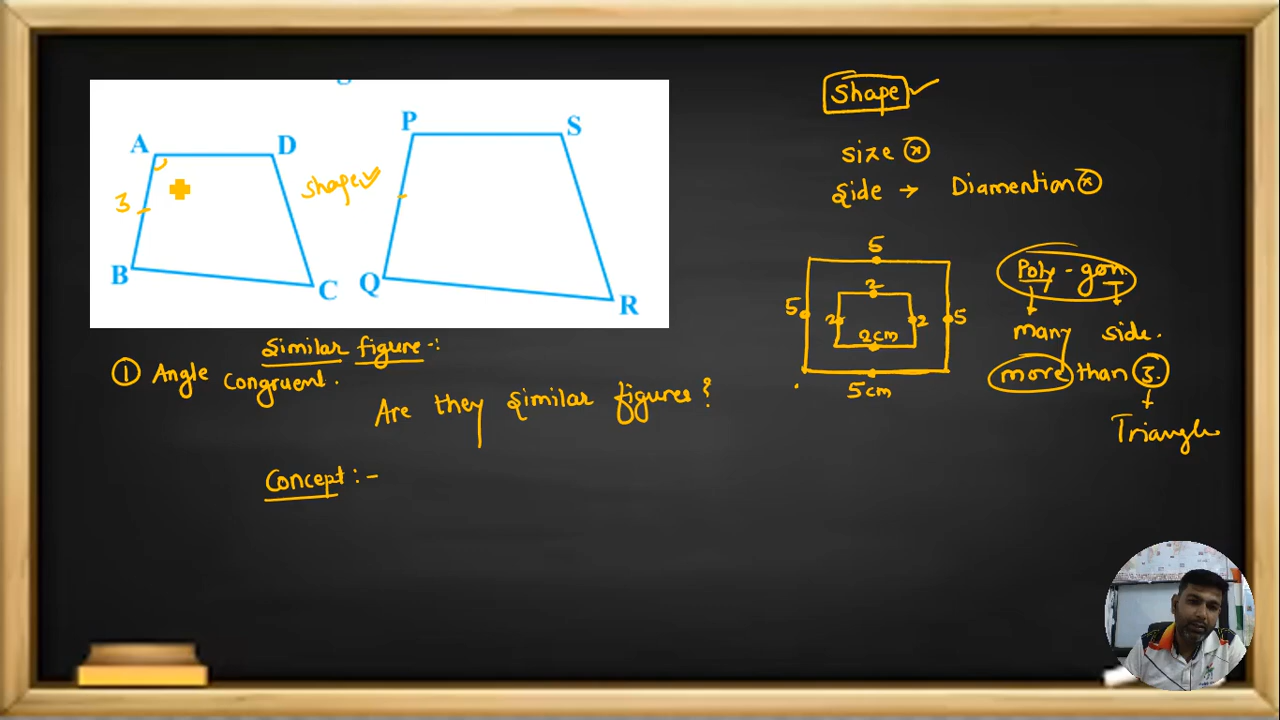 A D
3
B C
shape
P S
Q R
Similar figure :
① Angle congruent.
Are they similar figures?
Concept :-
Shape
size
Side → Diamention
5
5 5
5cm
2
2 2
2cm
Poly - gon
many side.
more than 3.
Triangle